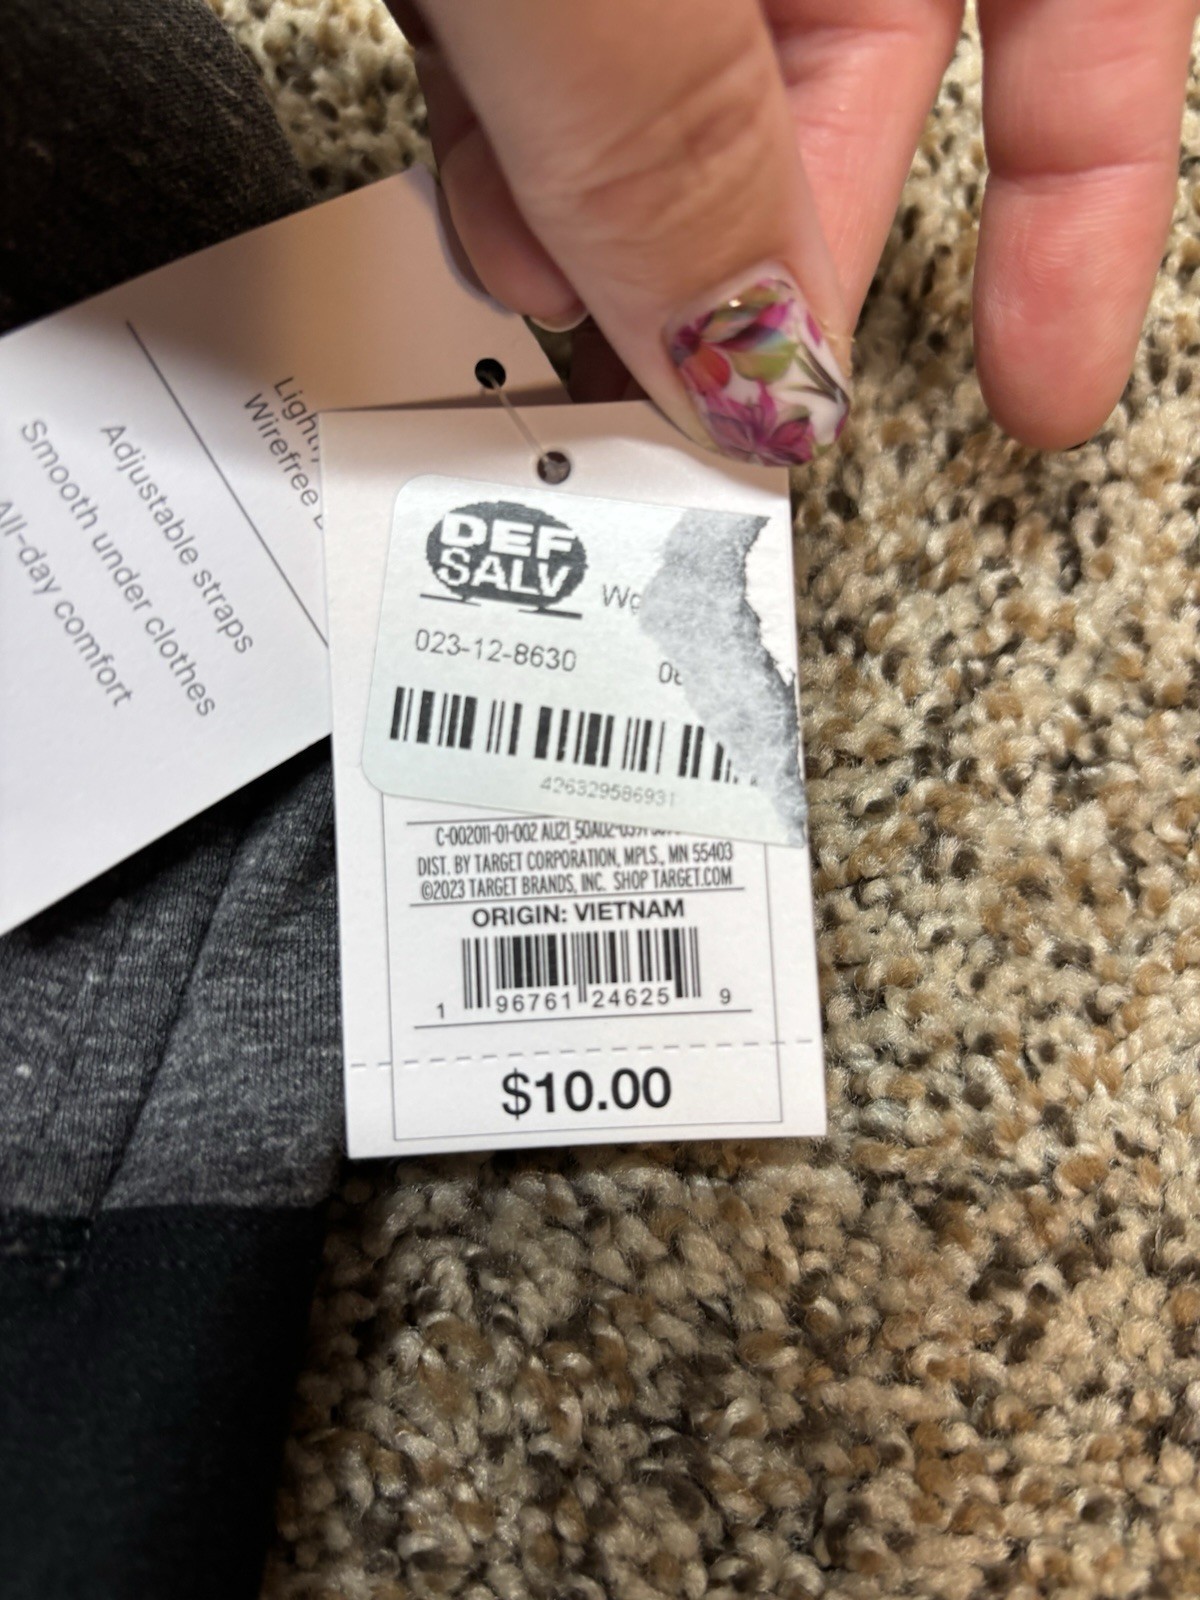 Wirefree
Adjustable straps
Smooth under clothes
All-day comfort
DEF
SALV
023-12-8630
426329586931
DIST. BY TARGET CORPORATION, MPLS., MN 55403
©2023 TARGET BRANDS, INC. SHOP TARGET.COM
ORIGIN: VIETNAM
1 96761 24625 9
$10.00